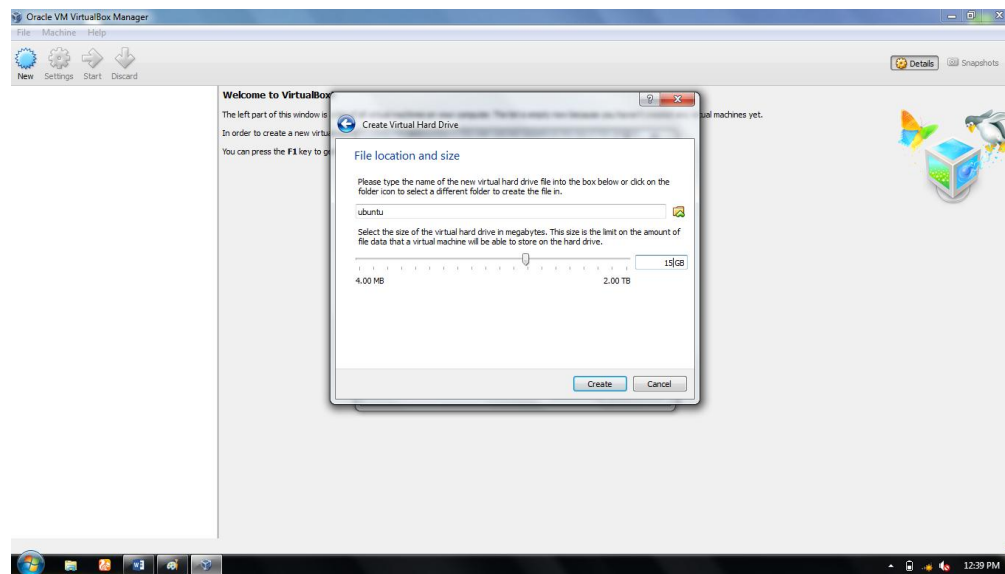 Oracle VM VirtualBox Manager
File Machine Help
New Settings Start Discard
Details Snapshots
Welcome to VirtualBox
The left part of this window is
ual machines yet.
In order to create a new virtu
You can press the F1 key to ge
Create Virtual Hard Drive
File location and size
Please type the name of the new virtual hard drive file into the box below or click on the
folder icon to select a different folder to create the file in.
ubuntu
Select the size of the virtual hard drive in megabytes. This size is the limit on the amount of
file data that a virtual machine will be able to store on the hard drive.
15 GB
4.00 MB 2.00 TB
Create Cancel
12:39 PM